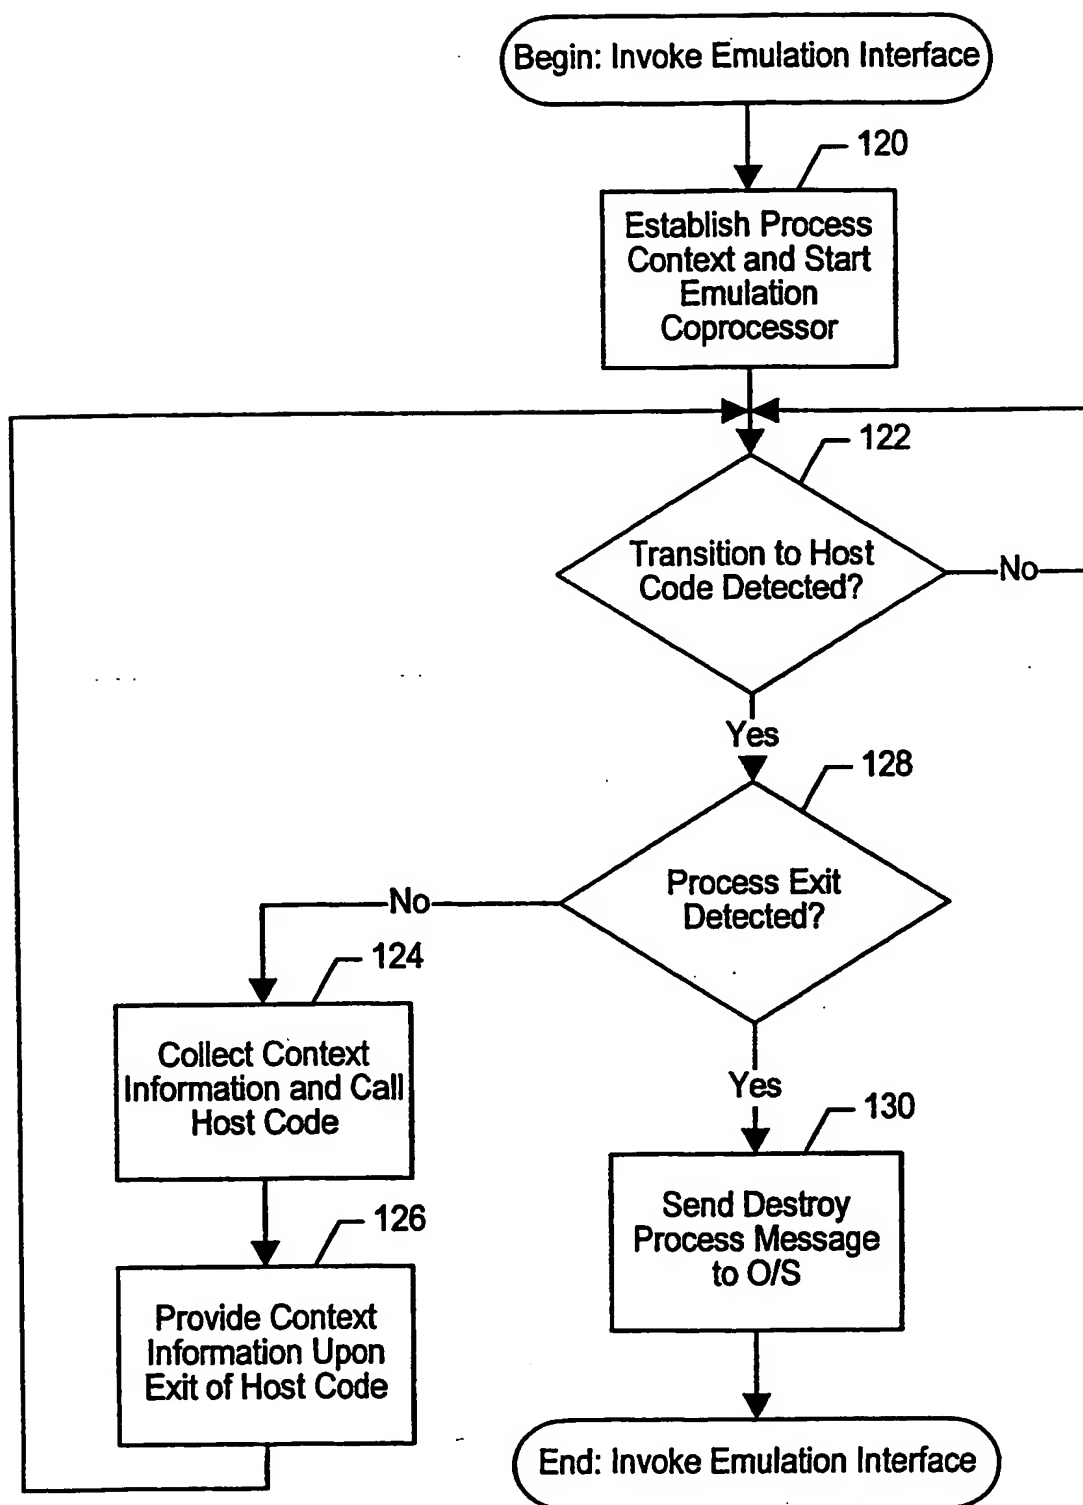 Begin: Invoke Emulation Interface
120
Establish Process
Context and Start
Emulation
Coprocessor
122
Transition to Host
Code Detected?
No
Yes
128
Process Exit
Detected?
No
124
Collect Context
Information and Call
Host Code
Yes
130
Send Destroy
Process Message
to O/S
126
Provide Context
Information Upon
Exit of Host Code
End: Invoke Emulation Interface